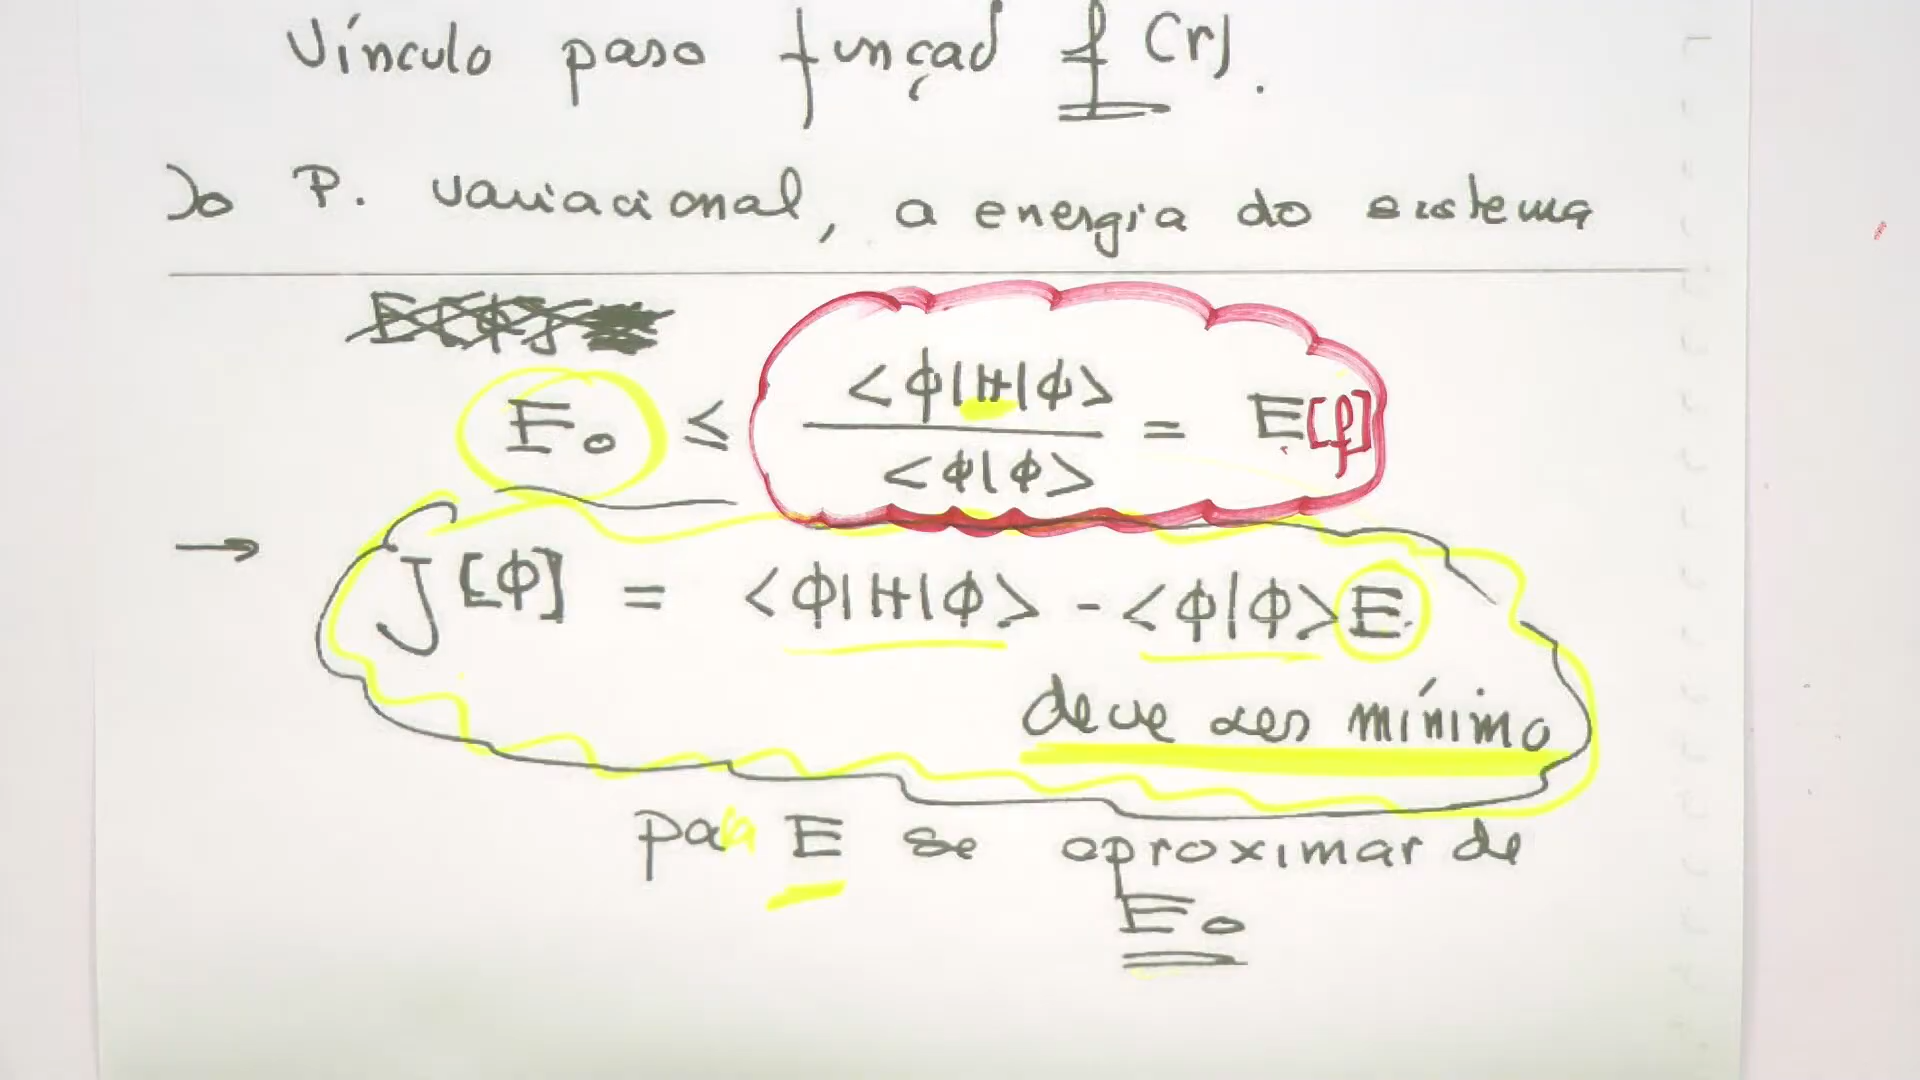 Vínculo para função f(r).
Do P. variacional, a energia do sistema
E₀ ≤ <φ|H|φ> / <φ|φ> = E[f]
→ J[φ] = <φ|H|φ> - <φ|φ>E
deve ser mínimo
para E se aproximar de
E₀